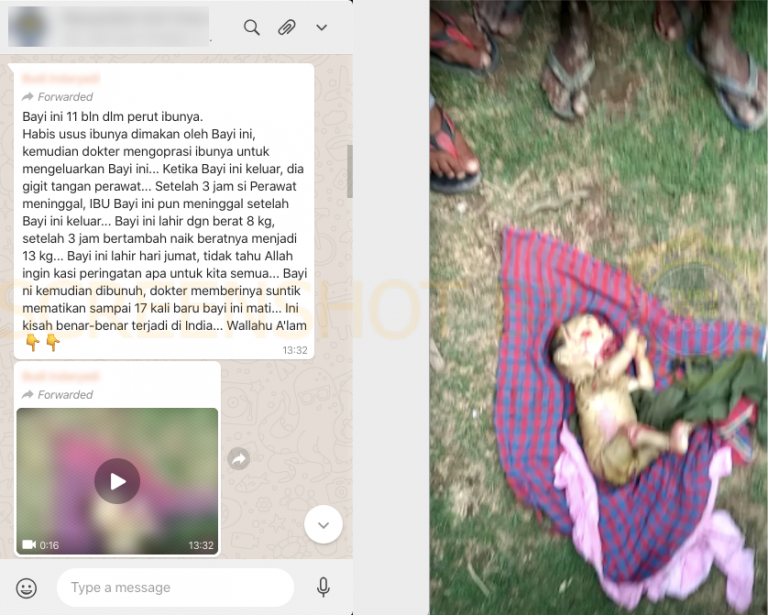 Forwarded
Bayi ini 11 bln dlm perut ibunya.
Habis usus ibunya dimakan oleh Bayi ini,
kemudian dokter mengoprasi ibunya untuk
mengeluarkan Bayi ini... Ketika Bayi ini keluar, dia
gigit tangan perawat... Setelah 3 jam si Perawat
meninggal, IBU Bayi ini pun meninggal setelah
Bayi ini keluar... Bayi ini lahir dgn berat 8 kg,
setelah 3 jam bertambah naik beratnya menjadi
13 kg... Bayi ini lahir hari jumat, tidak tahu Allah
ingin kasi peringatan apa untuk kita semua... Bayi
ni kemudian dibunuh, dokter memberinya suntik
mematikan sampai 17 kali baru bayi ini mati... Ini
kisah benar-benar terjadi di India... Wallahu A'lam
👇👇
13:32
Forwarded
0:16
13:32
Type a message
SCREENSHOT